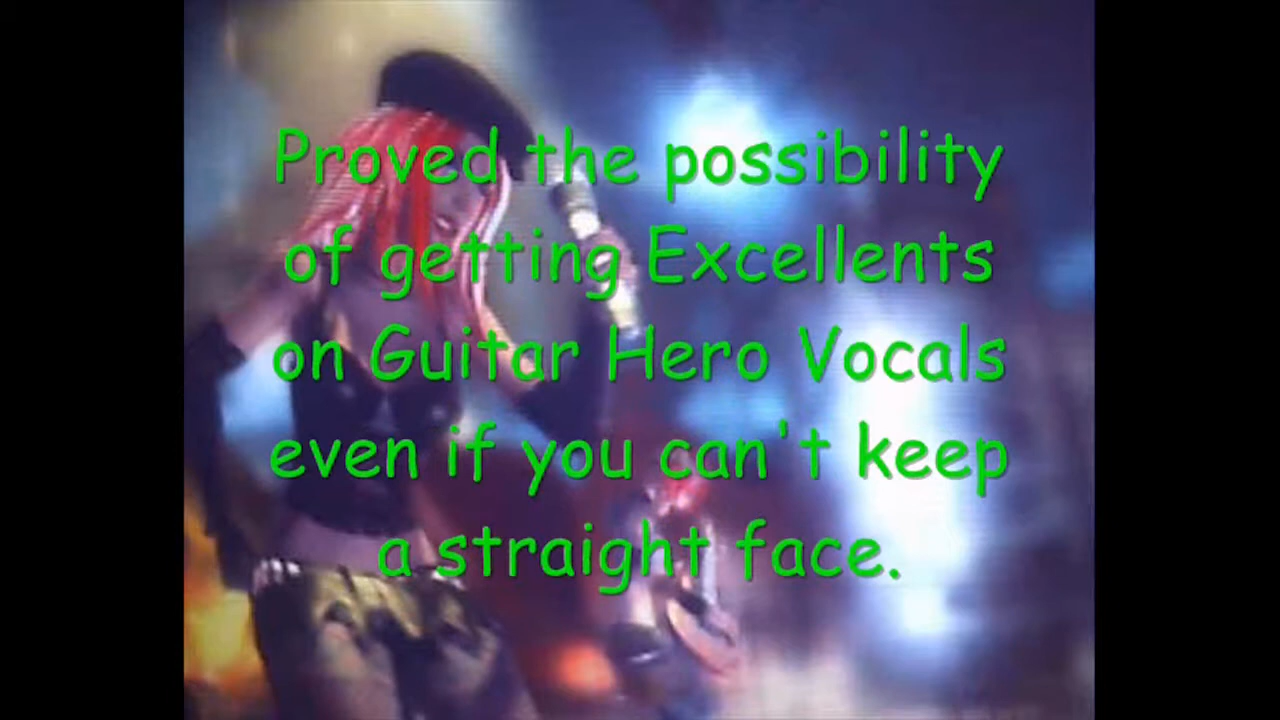 Proved the possibility
of getting Excellents
on Guitar Hero Vocals
even if you can't keep
a straight face.